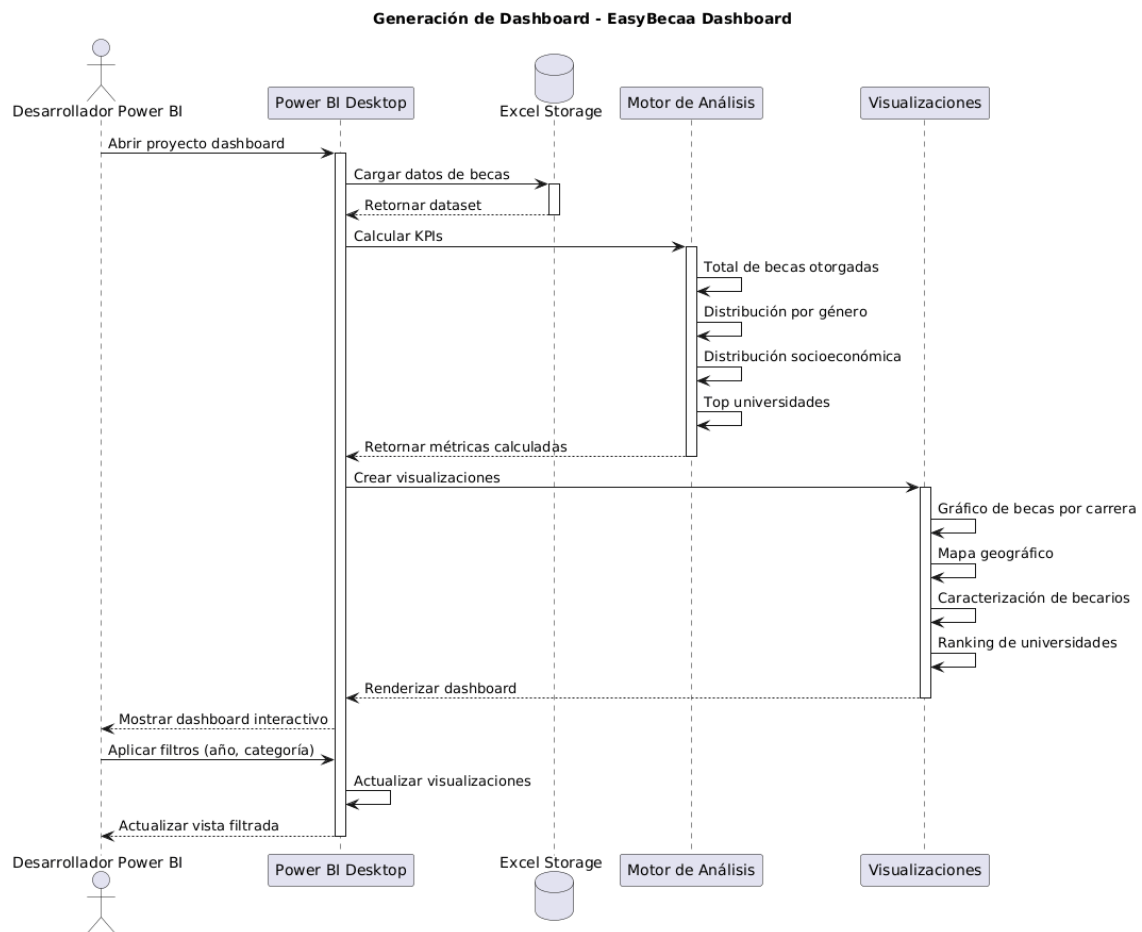 Generación de Dashboard - EasyBecaa Dashboard
Desarrollador Power BI
Power BI Desktop
Excel Storage
Motor de Análisis
Visualizaciones
Abrir proyecto dashboard
Cargar datos de becas
Retornar dataset
Calcular KPIs
Total de becas otorgadas
Distribución por género
Distribución socioeconómica
Top universidades
Retornar métricas calculadas
Crear visualizaciones
Gráfico de becas por carrera
Mapa geográfico
Caracterización de becarios
Ranking de universidades
Renderizar dashboard
Mostrar dashboard interactivo
Aplicar filtros (año, categoría)
Actualizar visualizaciones
Actualizar vista filtrada
Desarrollador Power BI
Power BI Desktop
Excel Storage
Motor de Análisis
Visualizaciones